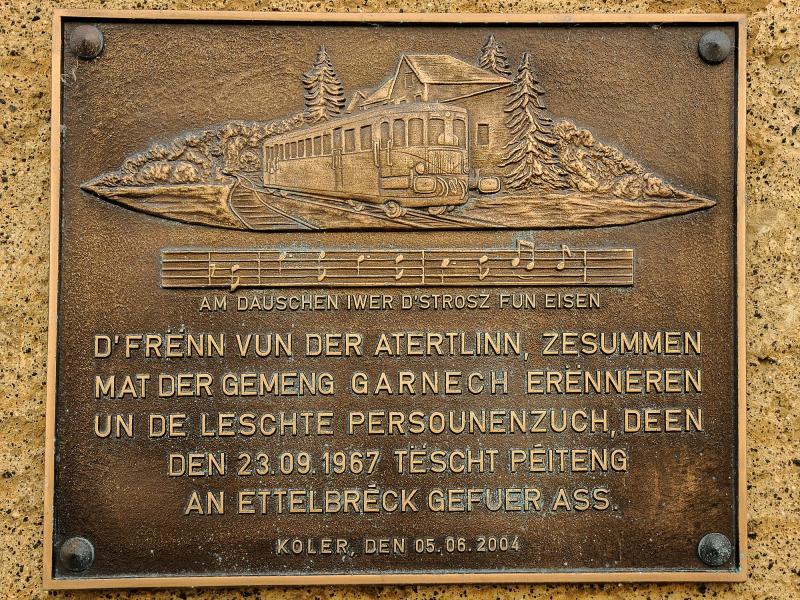 AM DAUSCHEN IWER D'STROSZ FUN EISEN
D'FRËNN VUN DER ATERTLINN, ZESUMMEN
MAT DER GEMENG GARNECH ERËNNEREN
UN DE LESCHTE PERSOUNENZUCH, DEEN
DEN 23.09.1967 TËSCHT PÉITENG
AN ETTELBRÉCK GEFUER ASS.
KOLER, DEN 05.06.2004